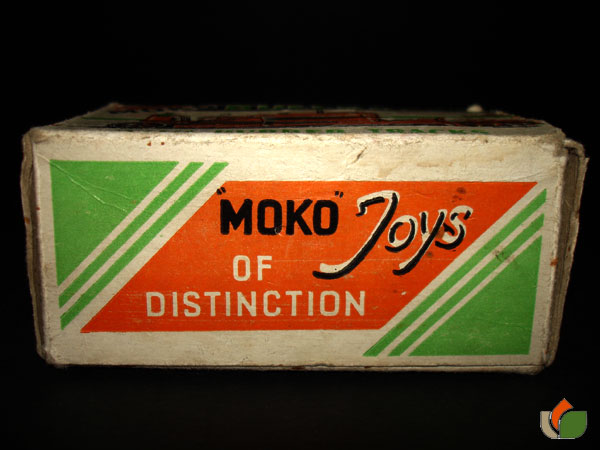 "MOKO" Toys
OF
DISTINCTION